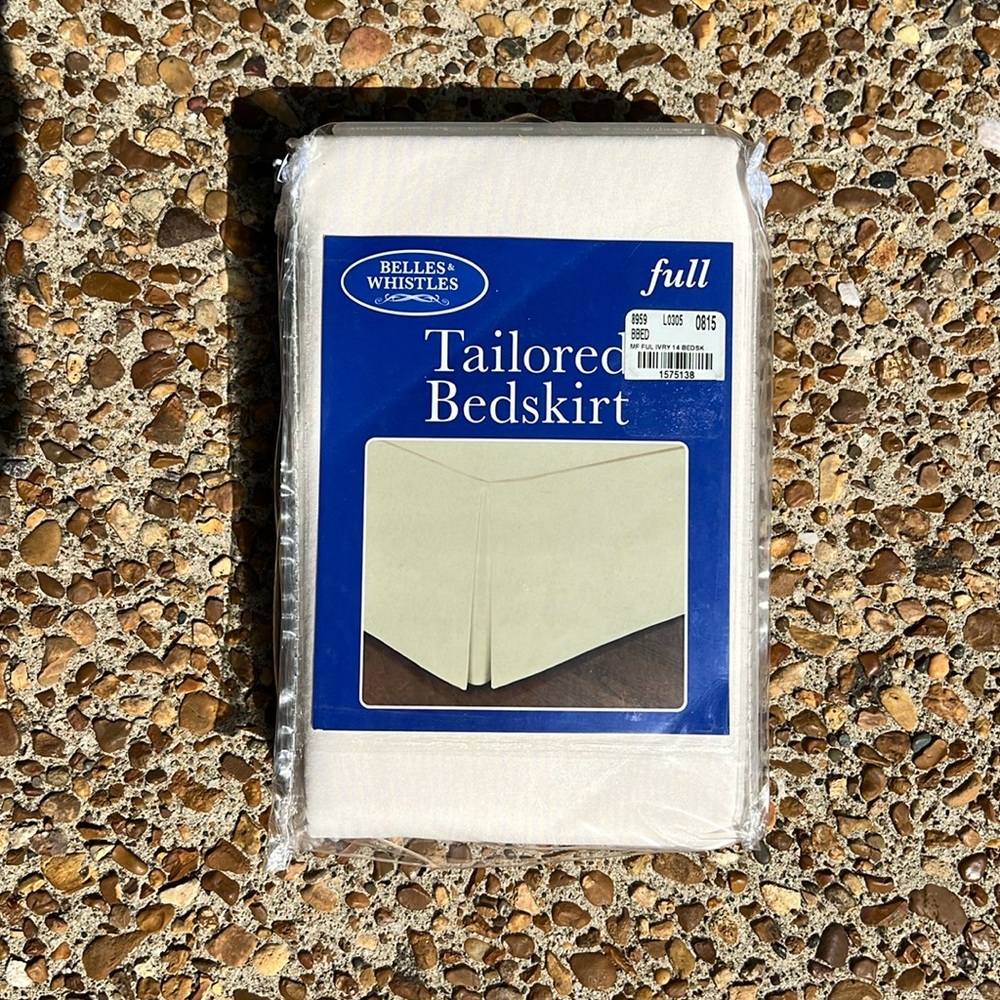 BELLES &
WHISTLES
full
8959 L0305 0815
BBED
MF FUL IVRY 14 BEDSK
1575138
Tailored
Bedskirt